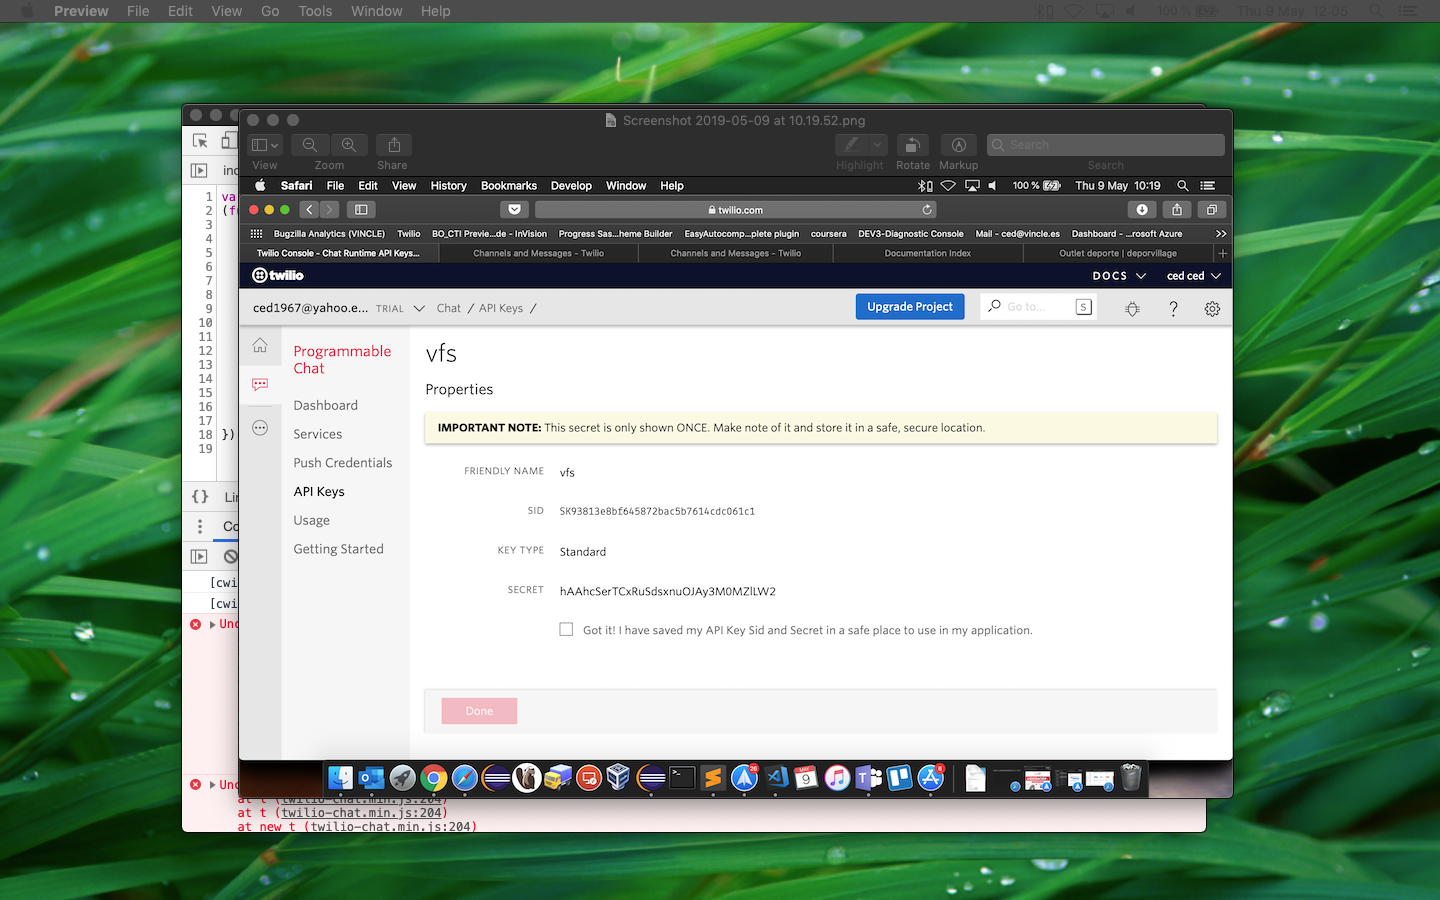 Preview File Edit View Go Tools Window Help
100 % Thu 9 May 12:05
Screenshot 2019-05-09 at 10.19.52.png
View Zoom Share Highlight Rotate Markup Search
Search
Safari File Edit View History Bookmarks Develop Window Help 100 % Thu 9 May 10:19
twilio.com
Bugzilla Analytics (VINCLE) Twilio BO_CTI Previe...de - InVision Progress Sas...heme Builder EasyAutocomp...plete plugin coursera DEV3-Diagnostic Console Mail - ced@vincle.es Dashboard - ...rosoft Azure
Twilio Console - Chat Runtime API Keys... Channels and Messages - Twilio Channels and Messages - Twilio Documentation Index Outlet deporte | deporvillage
twilio DOCS ced ced
ced1967@yahoo.e... TRIAL Chat / API Keys / Upgrade Project Go to... S
Programmable
Chat
Dashboard
Services
Push Credentials
API Keys
Usage
Getting Started
vfs
Properties
IMPORTANT NOTE: This secret is only shown ONCE. Make note of it and store it in a safe, secure location.
FRIENDLY NAME vfs
SID SK93813e8bf645872bac5b7614cdc061c1
KEY TYPE Standard
SECRET hAAhcSerTCxRuSdsxnuOJAy3M0MZlLW2
Got it! I have saved my API Key Sid and Secret in a safe place to use in my application.
Done
1 va
2 (f
3
4
5
6
7
8
9
10
11
12
13
14
15
16
17
18 })
19
{} Lin
Co
[cwi
[cwi
Unc
Unc
at t (twilio-chat.min.js:204)
at t (twilio-chat.min.js:204)
at new t (twilio-chat.min.js:204)